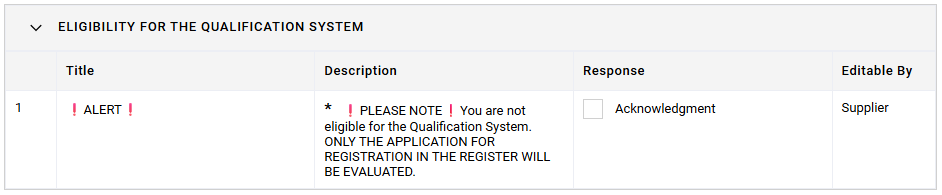 ELIGIBILITY FOR THE QUALIFICATION SYSTEM
Title Description Response Editable By
1 ❗ALERT❗ * ❗PLEASE NOTE❗You are not Acknowledgment Supplier
eligible for the Qualification System.
ONLY THE APPLICATION FOR
REGISTRATION IN THE REGISTER WILL
BE EVALUATED.